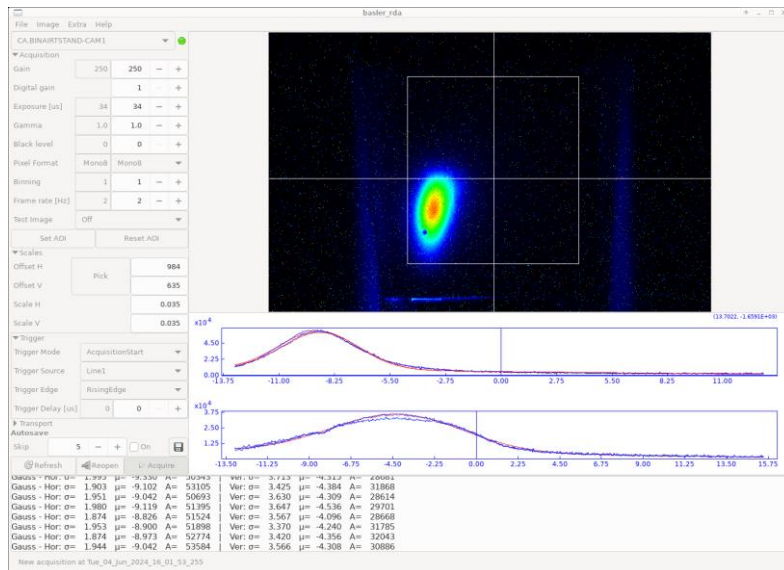 basler_rda
File Image Extra Help
CA.BINAIRTSTAND-CAM1
Acquisition
Gain 250 250 − +
Digital gain 1 − +
Exposure [us] 34 34 − +
Gamma 1.0 1.0 − +
Black level 0 0 − +
Pixel Format Mono8 Mono8
Binning 1 1 − +
Frame rate [Hz] 2 2 − +
Test Image Off
Set AOI Reset AOI
Scales
Offset H 984
Pick
Offset V 635
Scale H 0.035
Scale V 0.035
Trigger
Trigger Mode AcquisitionStart
Trigger Source Line1
Trigger Edge RisingEdge
Trigger Delay [us] 0 0 − +
Transport
Autosave
Skip 5 − + On
Refresh Reopen Acquire
x10⁴
4.50
2.25
0.00
-13.75 -11.00 -8.25 -5.50 -2.75 0.00 2.75 5.50 8.25 11.00
x10⁴
3.75
2.50
1.25
-13.50 -11.25 -9.00 -6.75 -4.50 -2.25 0.00 2.25 4.50 6.75 9.00 11.25 13.50 15.75
Gauss - Hor: σ= 1.903 μ= -9.102 A= 53105 | Ver: σ= 3.425 μ= -4.384 A= 31868
Gauss - Hor: σ= 1.951 μ= -9.042 A= 50693 | Ver: σ= 3.630 μ= -4.309 A= 28614
Gauss - Hor: σ= 1.980 μ= -9.119 A= 51395 | Ver: σ= 3.647 μ= -4.536 A= 29701
Gauss - Hor: σ= 1.874 μ= -8.826 A= 51524 | Ver: σ= 3.567 μ= -4.096 A= 28668
Gauss - Hor: σ= 1.953 μ= -8.900 A= 51898 | Ver: σ= 3.370 μ= -4.240 A= 31785
Gauss - Hor: σ= 1.874 μ= -8.973 A= 52774 | Ver: σ= 3.420 μ= -4.356 A= 32043
Gauss - Hor: σ= 1.944 μ= -9.042 A= 53584 | Ver: σ= 3.566 μ= -4.308 A= 30886
New acquisition at Tue_04_Jun_2024_16_01_53_255